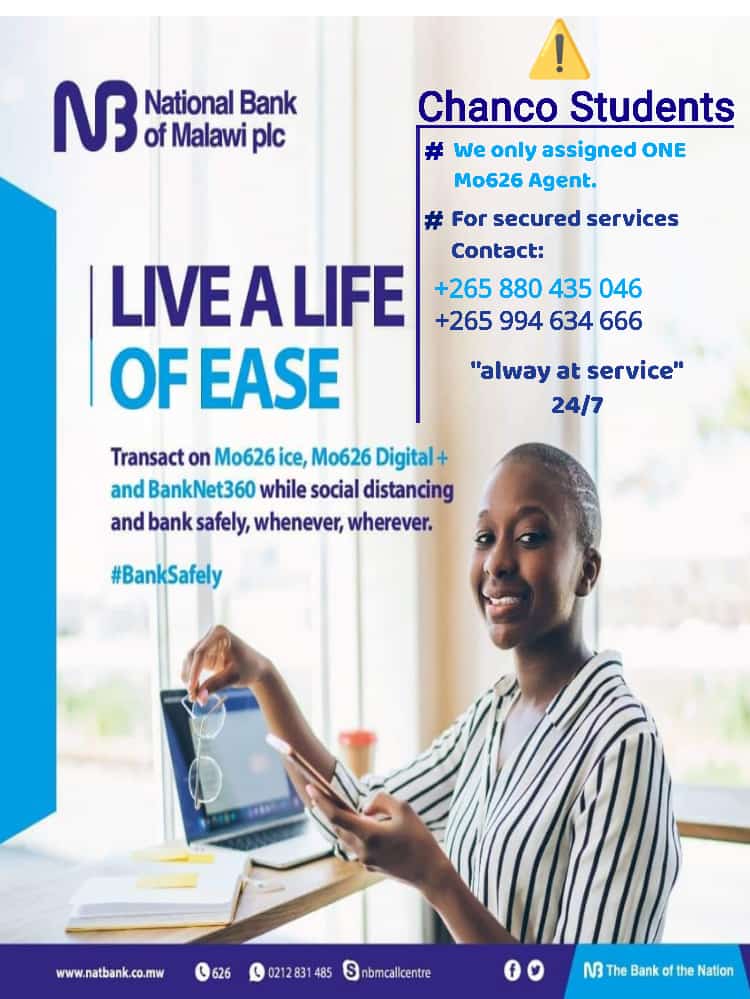 National Bank
of Malawi plc
LIVE A LIFE
OF EASE
Transact on Mo626 ice, Mo626 Digital+
and BankNet360 while social distancing
and bank safely, whenever, wherever.
#BankSafely
Chanco Students
# We only assigned ONE
Mo626 Agent.
# For secured services
Contact:
+265 880 435 046
+265 994 634 666
"alway at service"
24/7
www.natbank.co.mw 626 0212 831 485 nbmcallcentre The Bank of the Nation